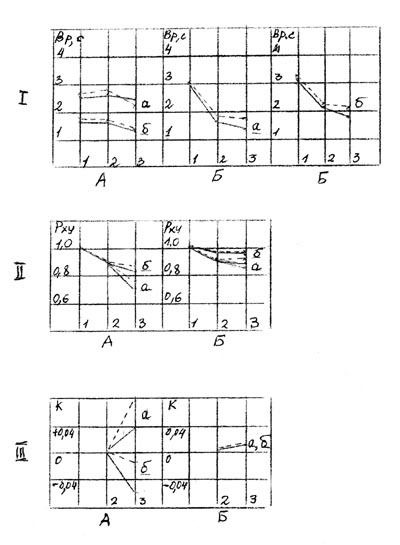 Вр, с Вр, с Вр, с
4 4 4
3 3 3
2 2 2
1 1 1
а б а б
1 2 3 1 2 3 1 2 3
I
А Б Б
Рху Рху
1,0 1,0
0,8 0,8
0,6 0,6
б а б а
1 2 3 1 2 3
II
А Б
К К
+0,04 0,04
0 0
-0,04 -0,04
а б а,б
2 3 2 3
III
А Б